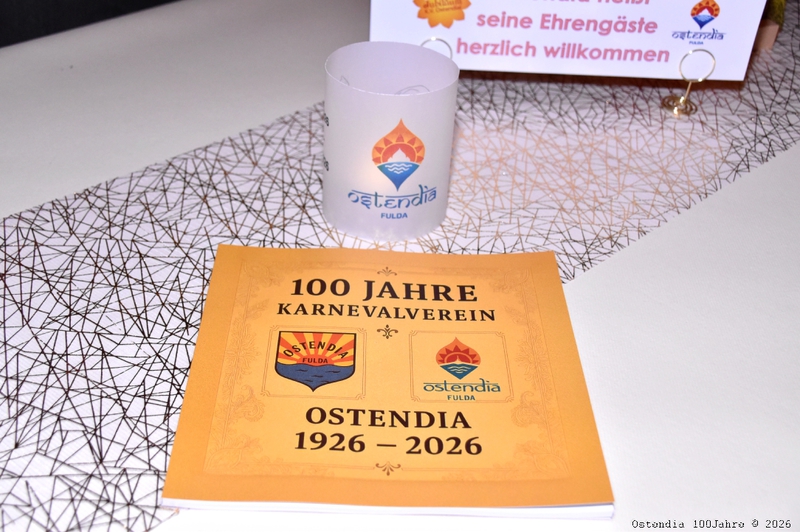 seine Ehrengäste
herzlich willkommen
ostendia
FULDA
ostendia
FULDA
100 JAHRE
KARNEVALVEREIN
OSTENDIA
FULDA
ostendia
FULDA
OSTENDIA
1926 – 2026
Ostendia 100Jahre © 2026